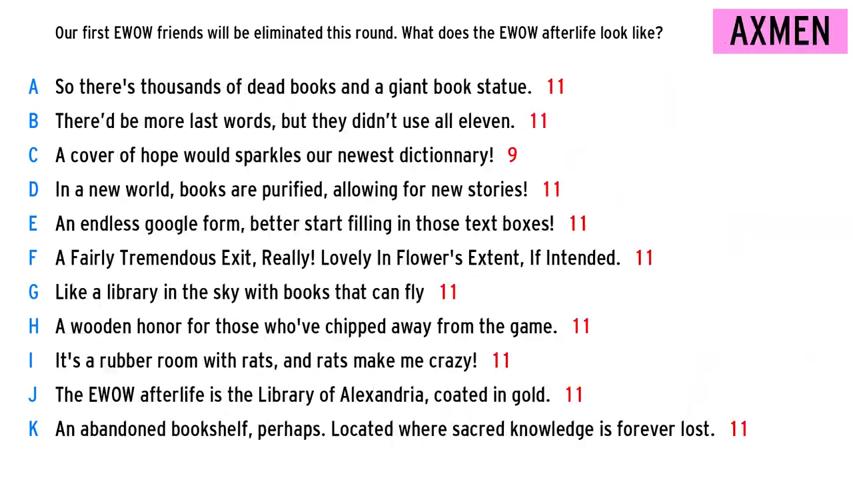 Our first EWOW friends will be eliminated this round. What does the EWOW afterlife look like?
AXMEN
A So there's thousands of dead books and a giant book statue. 11
B There’d be more last words, but they didn’t use all eleven. 11
C A cover of hope would sparkles our newest dictionnary! 9
D In a new world, books are purified, allowing for new stories! 11
E An endless google form, better start filling in those text boxes! 11
F A Fairly Tremendous Exit, Really! Lovely In Flower's Extent, If Intended. 11
G Like a library in the sky with books that can fly 11
H A wooden honor for those who've chipped away from the game. 11
I It's a rubber room with rats, and rats make me crazy! 11
J The EWOW afterlife is the Library of Alexandria, coated in gold. 11
K An abandoned bookshelf, perhaps. Located where sacred knowledge is forever lost. 11